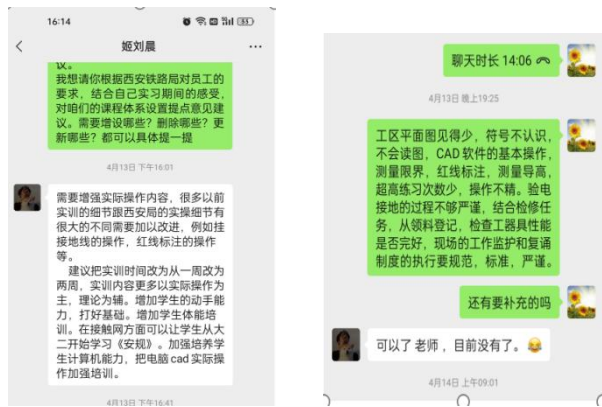 16:14
姬刘晨
议。
我想请你根据西安铁路局对员工的
要求，结合自己实习期间的感受，
对咱们的课程体系设置提点意见建
议。需要增设哪些？删除哪些？更
新哪些？都可以具体提一提
4月13日 下午16:01
需要增强实际操作内容，很多以前
实训的细节跟西安局的实操细节有
很大的不同需要加以改进，例如挂
接地线的操作，红线标注的操作
等。
建议把实训时间改为从一周改为
两周，实训内容更多以实际操作为
主，理论为辅。增加学生的动手能
力，打好基础。增加学生体能培
训。在接触网方面可以让学生从大
二开始学习《安规》。加强培养学
生计算机能力，把电脑cad实际操
作加强培训。
4月13日 下午16:41
聊天时长 14:06
4月13日 晚上19:25
工区平面图见得少，符号不认识，
不会读图，CAD 软件的基本操作，
测量限界，红线标注，测量导高，
超高练习次数少，操作不精。验电
接地的过程不够严谨，结合检修任
务，从领料登记，检查工器具性能
是否完好，现场的工作监护和复诵
制度的执行要规范，标准，严谨。
还有要补充的吗
可以了 老师，目前没有了。😂
4月14日 上午09:01